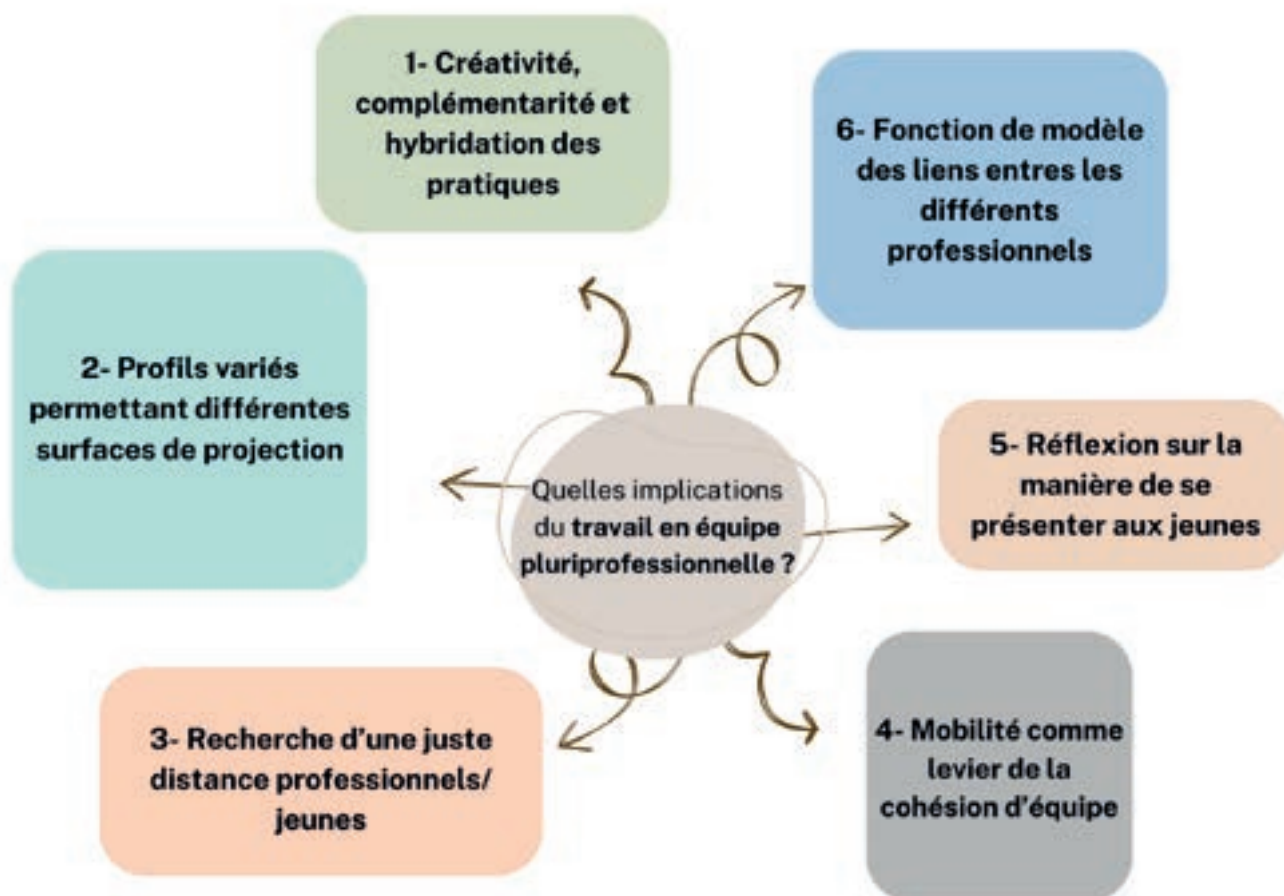 1- Créativité,
complémentarité et
hybridation des
pratiques
6- Fonction de modèle
des liens entres les
différents
professionnels
2- Profils variés
permettant différentes
surfaces de projection
Quelles implications
du travail en équipe
pluriprofessionnelle ?
5- Réflexion sur la
manière de se
présenter aux jeunes
3- Recherche d'une juste
distance professionnels/
jeunes
4- Mobilité comme
levier de la
cohésion d'équipe